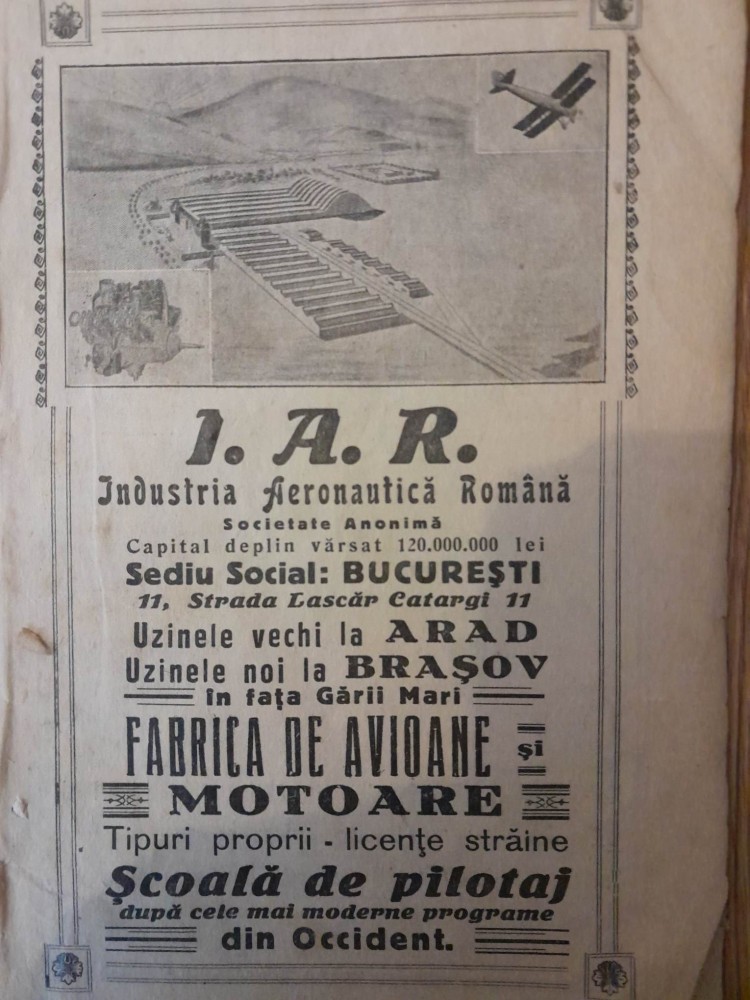 I. A. R.
Industria Aeronautică Română
Societate Anonimă
Capital deplin vărsat 120.000.000 lei
Sediu Social: BUCUREŞTI
11, Strada Lascăr Catargi 11
Uzinele vechi la ARAD
Uzinele noi la BRAŞOV
în faţa Gării Mari
FABRICA DE AVIOANE şi
MOTOARE
Tipuri proprii - licenţe străine
Şcoală de pilotaj
după cele mai moderne programe
din Occident.